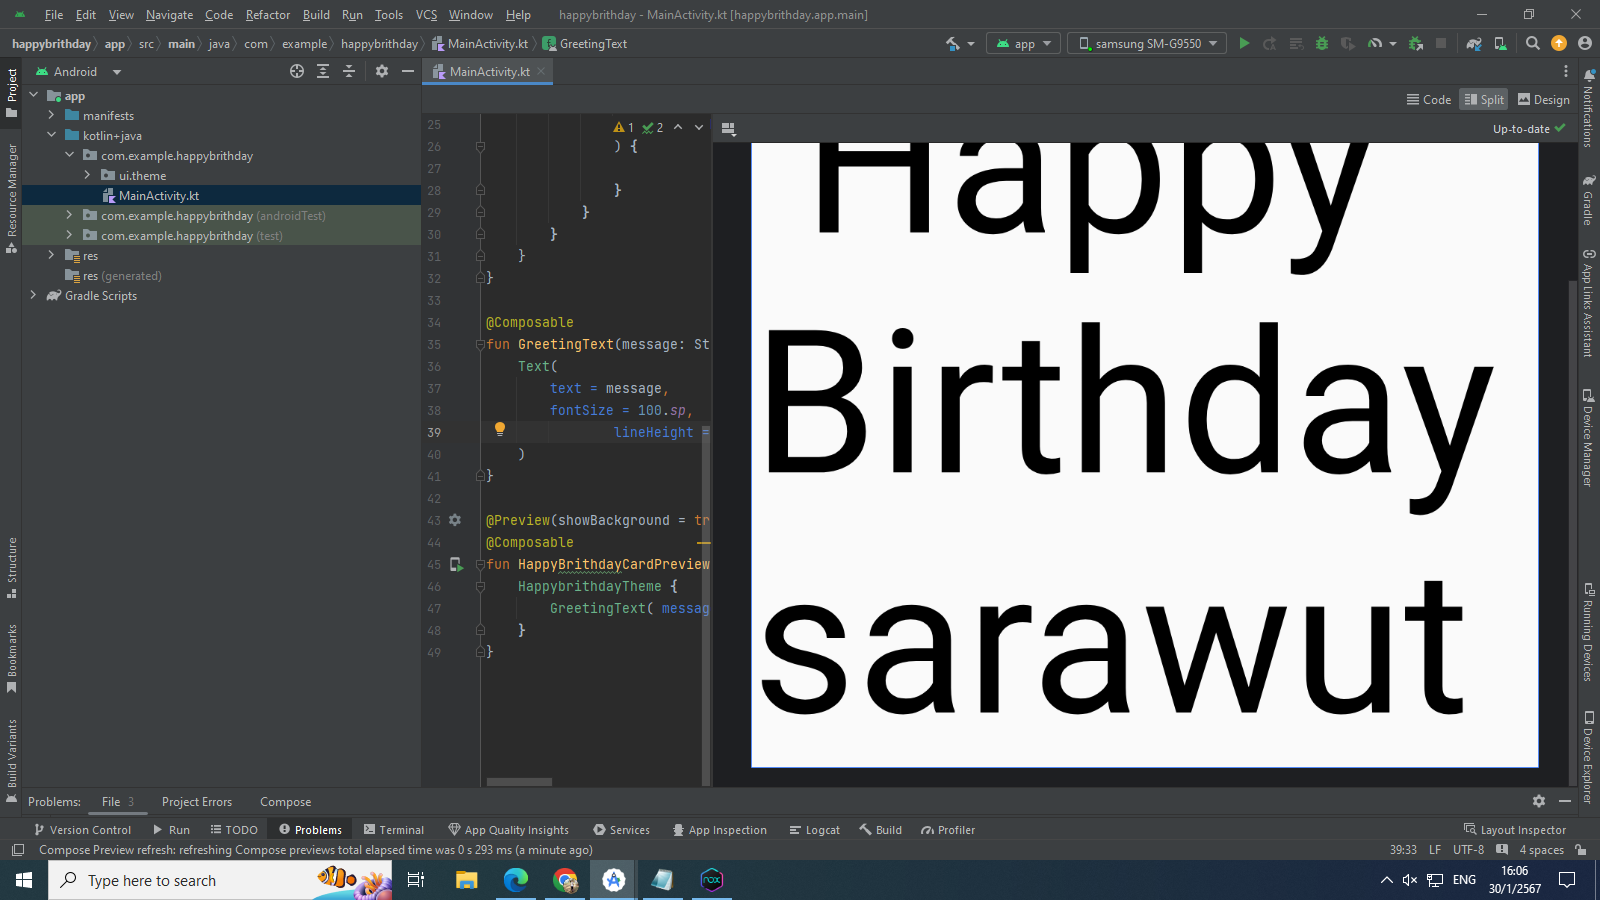 File Edit View Navigate Code Refactor Build Run Tools VCS Window Help happybrithday - MainActivity.kt [happybrithday.app.main]
happybrithday app src main java com example happybrithday MainActivity.kt GreetingText app samsung SM-G9550
Project
Android
MainActivity.kt
Notifications
Code Split Design
app
manifests
kotlin+java
com.example.happybrithday
ui.theme
MainActivity.kt
com.example.happybrithday (androidTest)
com.example.happybrithday (test)
res
res (generated)
Gradle Scripts
Resource Manager
Structure
Bookmarks
Build Variants
1 2
Up-to-date
25
26 ) {
27
28 }
29 }
30 }
31 }
32 }
33
34 @Composable
35 fun GreetingText(message: St
36 Text(
37 text = message,
38 fontSize = 100.sp,
39 lineHeight =
40 )
41 }
42
43 @Preview(showBackground = tr
44 @Composable
45 fun HappyBrithdayCardPreview
46 HappybrithdayTheme {
47 GreetingText( messag
48 }
49 }
Happy
Birthday
sarawut
Gradle
App Links Assistant
Device Manager
Running Devices
Device Explorer
Problems: File 3 Project Errors Compose
Version Control Run TODO Problems Terminal App Quality Insights Services App Inspection Logcat Build Profiler Layout Inspector
Compose Preview refresh: refreshing Compose previews total elapsed time was 0 s 293 ms (a minute ago) 39:33 LF UTF-8 4 spaces
Type here to search
nox
ENG
16:06
30/1/2567